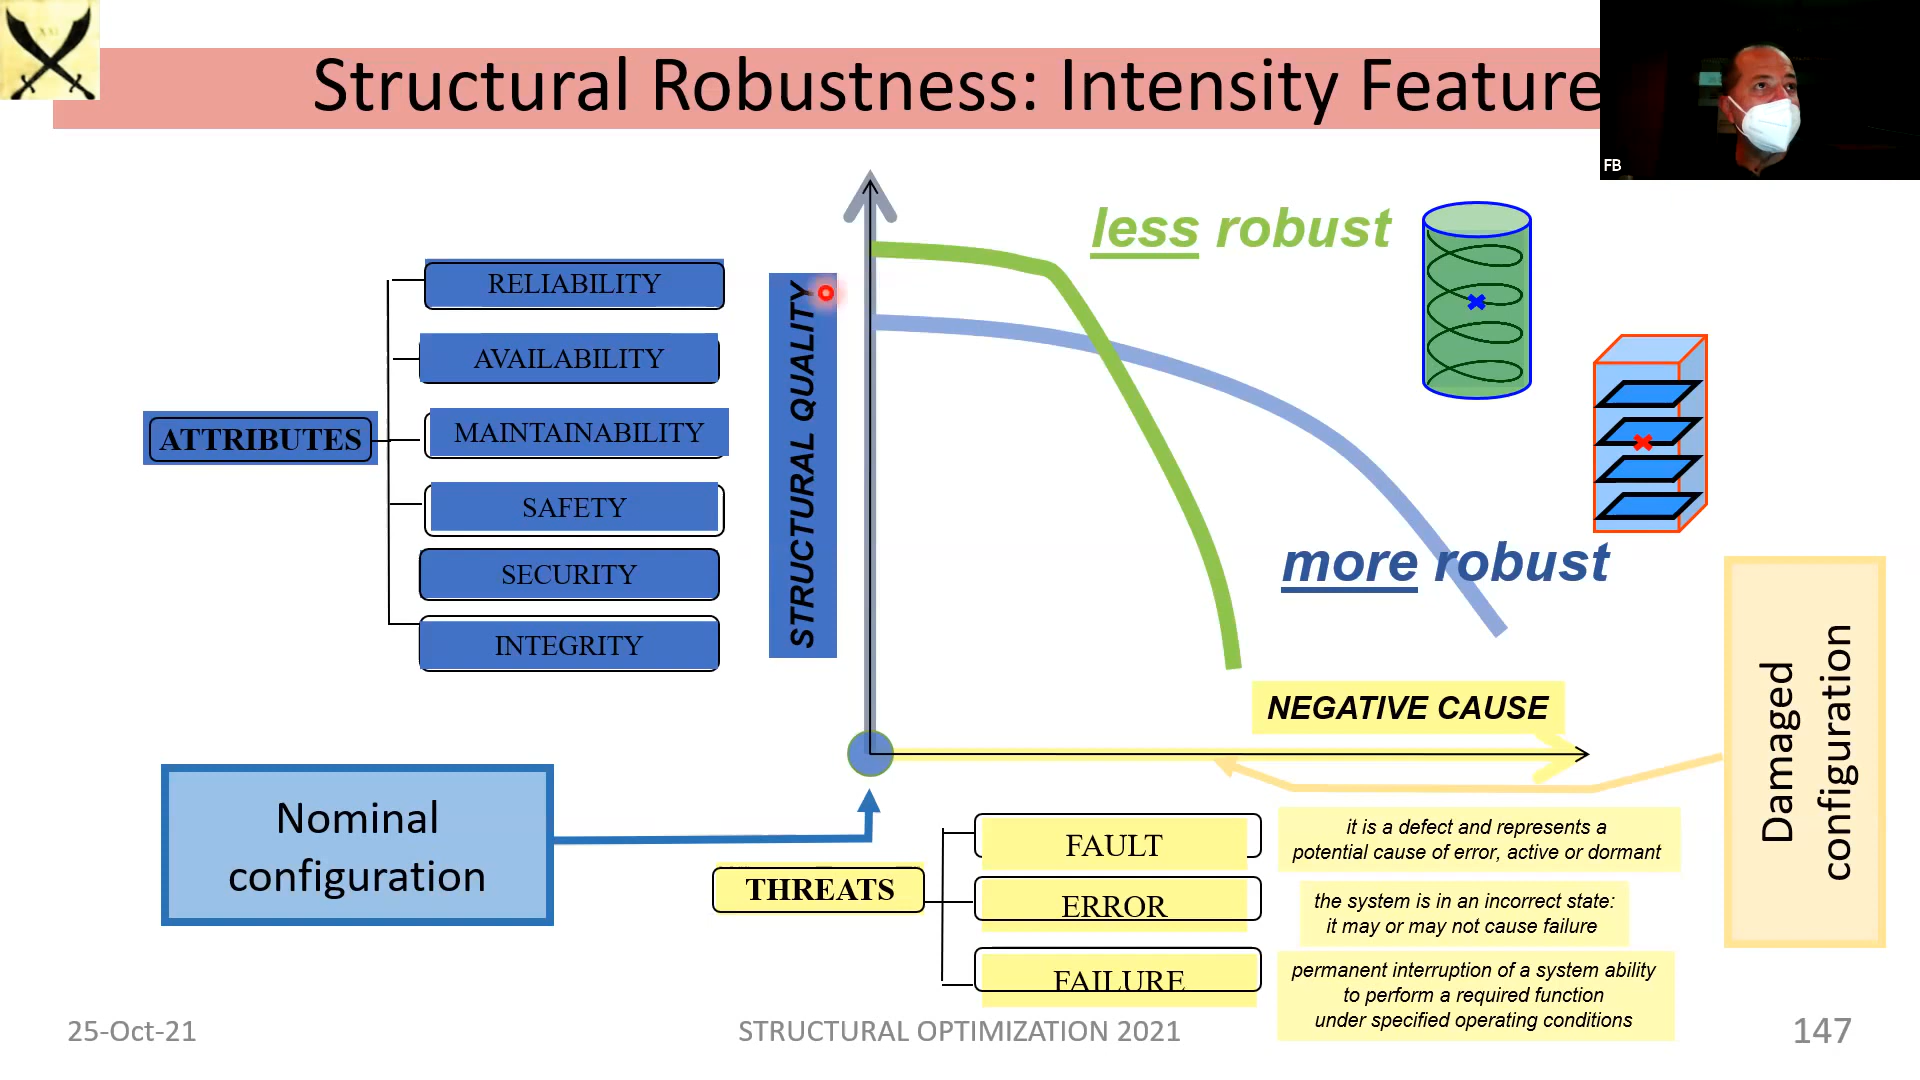 Structural Robustness: Intensity Feature
FB
less robust
RELIABILITY
AVAILABILITY
MAINTAINABILITY
SAFETY
SECURITY
INTEGRITY
ATTRIBUTES
STRUCTURAL QUALITY
more robust
NEGATIVE CAUSE
Damaged
configuration
Nominal
configuration
THREATS
FAULT
it is a defect and represents a
potential cause of error, active or dormant
ERROR
the system is in an incorrect state:
it may or may not cause failure
FAILURE
permanent interruption of a system ability
to perform a required function
under specified operating conditions
25-Oct-21
STRUCTURAL OPTIMIZATION 2021
147